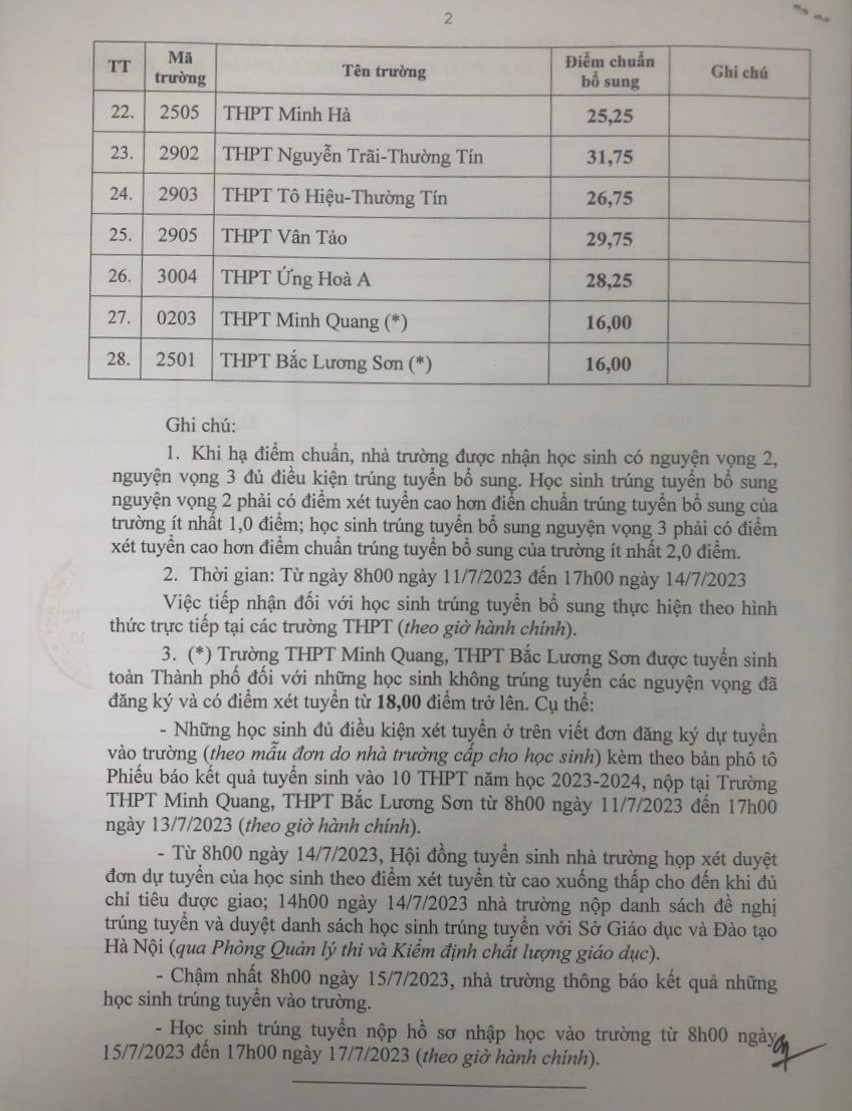 2
TT Mã trường Tên trường Điểm chuẩn bổ sung Ghi chú
22. 2505 THPT Minh Hà 25,25
23. 2902 THPT Nguyễn Trãi-Thường Tín 31,75
24. 2903 THPT Tô Hiệu-Thường Tín 26,75
25. 2905 THPT Vân Tảo 29,75
26. 3004 THPT Ứng Hoà A 28,25
27. 0203 THPT Minh Quang (*) 16,00
28. 2501 THPT Bắc Lương Sơn (*) 16,00
Ghi chú:
1. Khi hạ điểm chuẩn, nhà trường được nhận học sinh có nguyện vọng 2,
nguyện vọng 3 đủ điều kiện trúng tuyển bổ sung. Học sinh trúng tuyển bổ sung
nguyện vọng 2 phải có điểm xét tuyển cao hơn điễn chuẩn trúng tuyển bổ sung của
trường ít nhất 1,0 điểm; học sinh trúng tuyển bổ sung nguyện vọng 3 phải có điểm
xét tuyển cao hơn điểm chuẩn trúng tuyển bổ sung của trường ít nhất 2,0 điểm.
2. Thời gian: Từ ngày 8h00 ngày 11/7/2023 đến 17h00 ngày 14/7/2023
Việc tiếp nhận đối với học sinh trúng tuyển bổ sung thực hiện theo hình
thức trực tiếp tại các trường THPT (theo giờ hành chính).
3. (*) Trường THPT Minh Quang, THPT Bắc Lương Sơn được tuyển sinh
toàn Thành phố đối với những học sinh không trúng tuyển các nguyện vọng đã
đăng ký và có điểm xét tuyển từ 18,00 điểm trở lên. Cụ thể:
- Những học sinh đủ điều kiện xét tuyển ở trên viết đơn đăng ký dự tuyển
vào trường (theo mẫu đơn do nhà trường cấp cho học sinh) kèm theo bản phô tô
Phiếu báo kết quả tuyển sinh vào 10 THPT năm học 2023-2024, nộp tại Trường
THPT Minh Quang, THPT Bắc Lương Sơn từ 8h00 ngày 11/7/2023 đến 17h00
ngày 13/7/2023 (theo giờ hành chính).
- Từ 8h00 ngày 14/7/2023, Hội đồng tuyển sinh nhà trường họp xét duyệt
đơn dự tuyển của học sinh theo điểm xét tuyển từ cao xuống thấp cho đến khi đủ
chỉ tiêu được giao; 14h00 ngày 14/7/2023 nhà trường nộp danh sách đề nghị
trúng tuyển và duyệt danh sách học sinh trúng tuyển với Sở Giáo dục và Đào tạo
Hà Nội (qua Phòng Quản lý thi và Kiểm định chất lượng giáo dục).
- Chậm nhất 8h00 ngày 15/7/2023, nhà trường thông báo kết quả những
học sinh trúng tuyển vào trường.
- Học sinh trúng tuyển nộp hồ sơ nhập học vào trường từ 8h00 ngày
15/7/2023 đến 17h00 ngày 17/7/2023 (theo giờ hành chính).